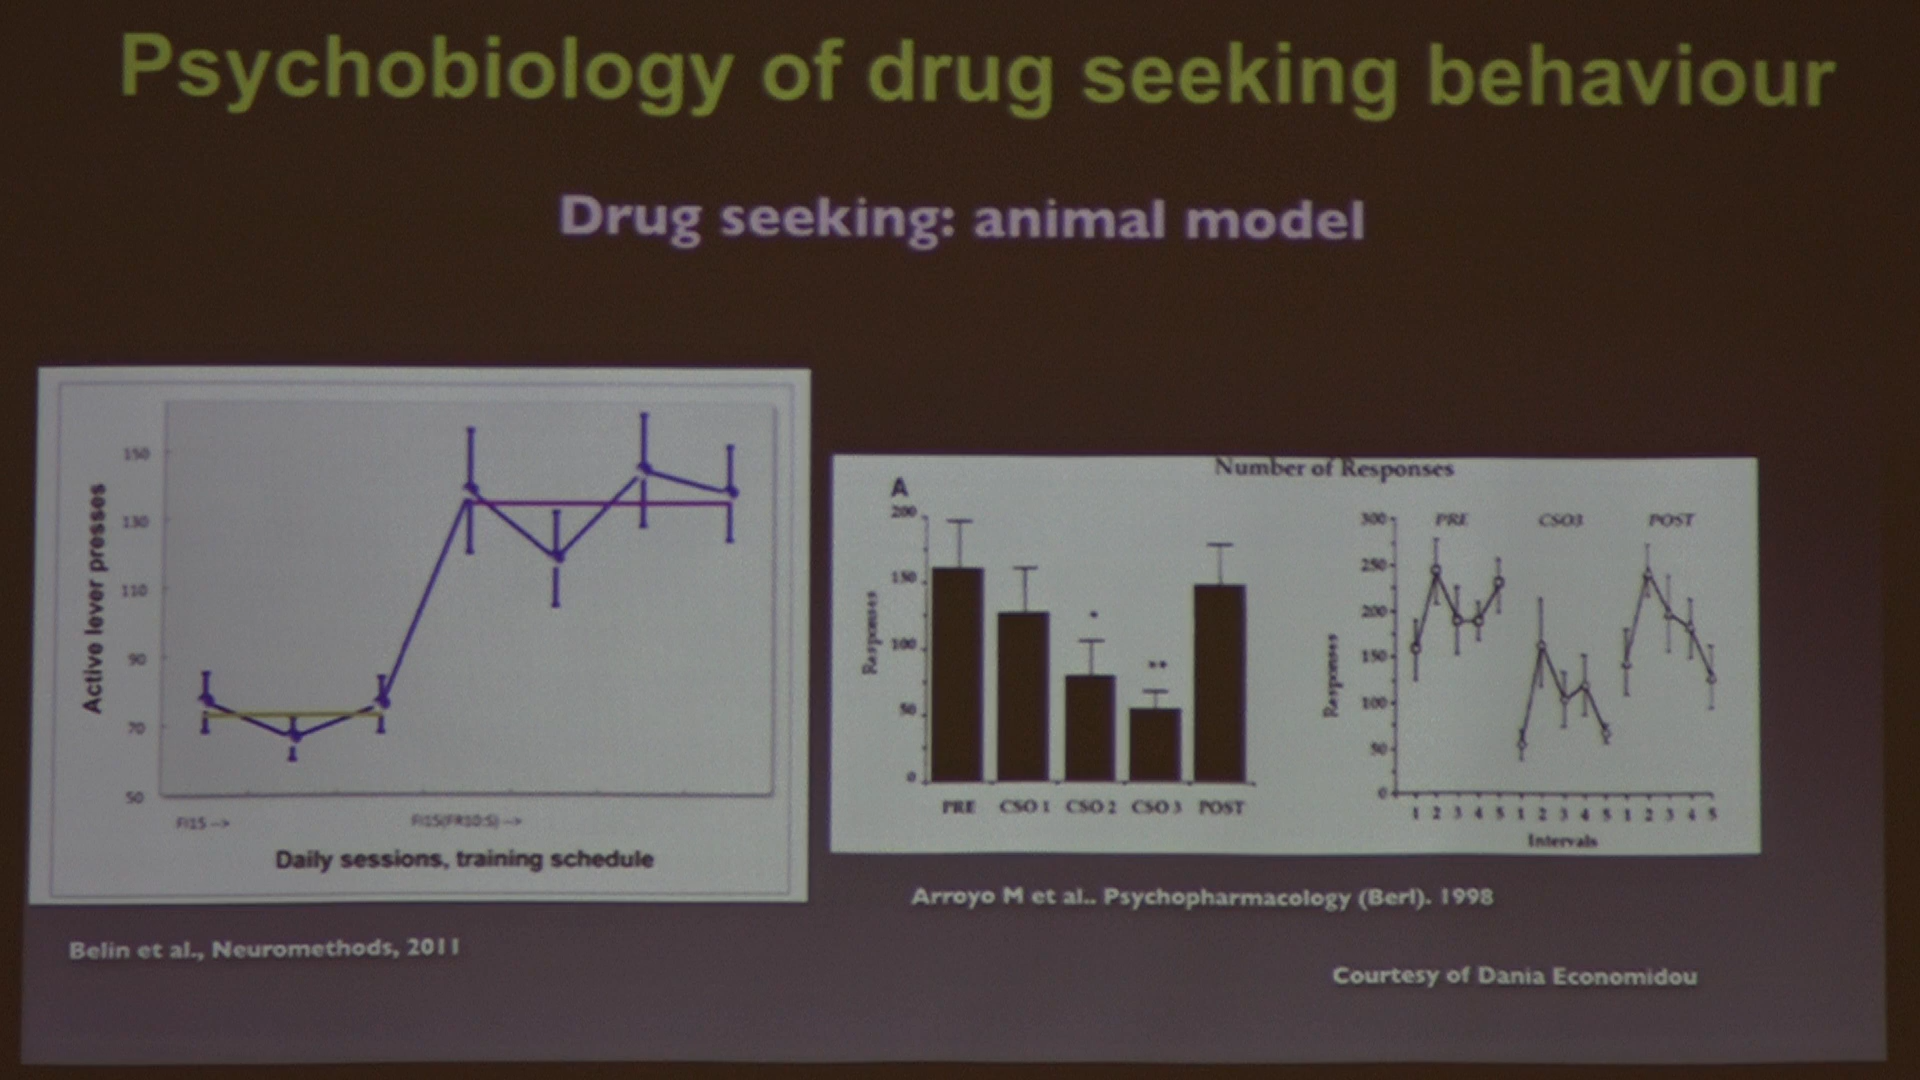 Psychobiology of drug seeking behaviour
Drug seeking: animal model
Active lever presses
150
130
110
90
70
50
FI15 -->
FI15(FR10:S) -->
Daily sessions, training schedule
Belin et al., Neuromethods, 2011
Number of Responses
A
Responses
200
150
100
50
0
*
**
PRE CSO 1 CSO 2 CSO 3 POST
Responses
300
250
200
150
100
50
0
PRE CSO3 POST
1 2 3 4 5 1 2 3 4 5 1 2 3 4 5
Intervals
Arroyo M et al.. Psychopharmacology (Berl). 1998
Courtesy of Dania Economidou